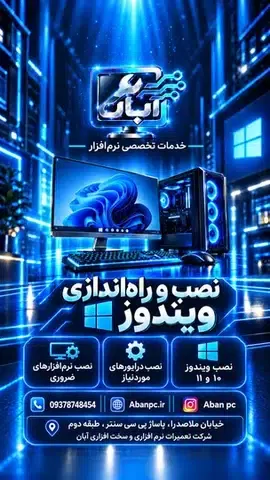 آبان
خدمات تخصصی نرم‌افزار
نصب و راه‌اندازی
ویندوز
نصب ویندوز
۱۰ و ۱۱
نصب درایورهای
موردنیاز
نصب نرم‌افزارهای
ضروری
Aban pc
Abanpc.ir
09378748454
خیابان ملاصدرا، پاساژ پی سی سنتر، طبقه دوم
شرکت تعمیرات نرم افزاری و سخت افزاری آبان